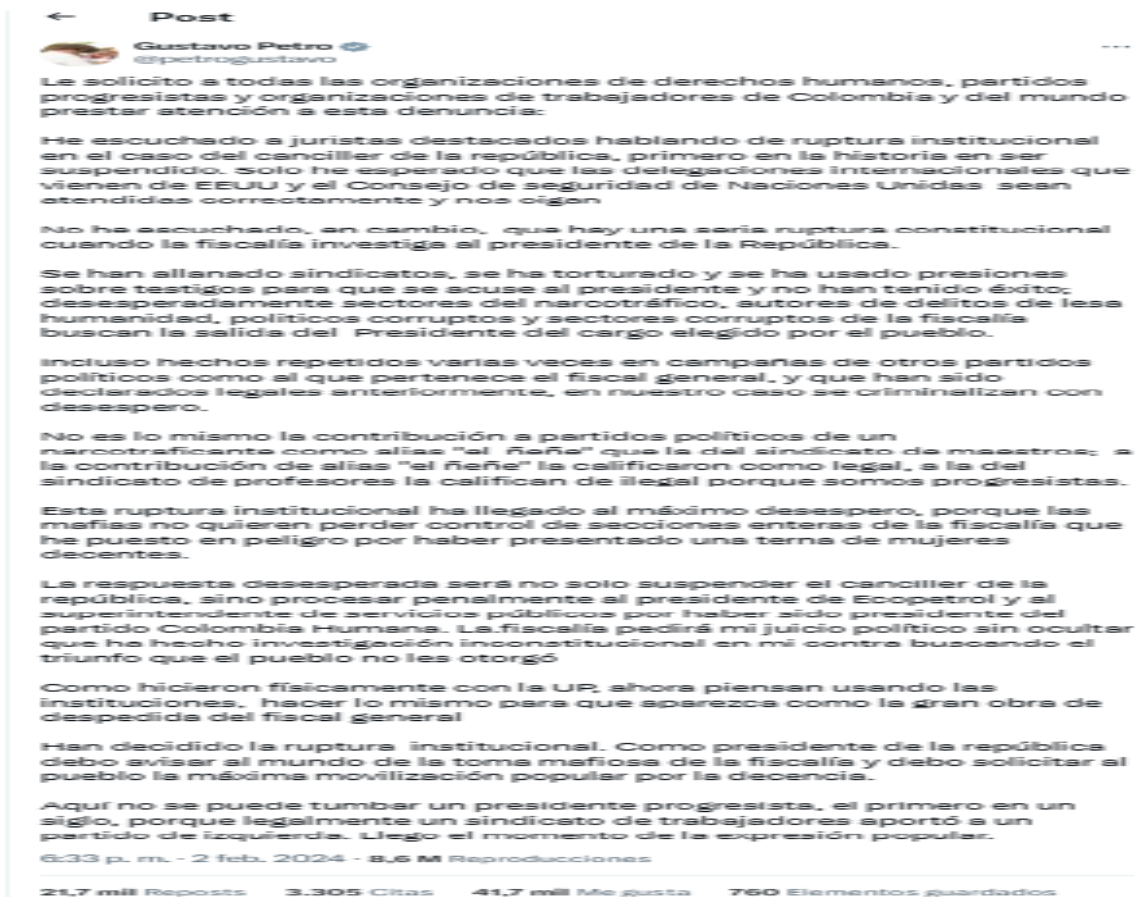 ← Post
Gustavo Petro
@petrogustavo
...
Le solicito a todas las organizaciones de derechos humanos, partidos
progresistas y organizaciones de trabajadores de Colombia y del mundo
prestar atención a esta denuncia:
He escuchado a juristas destacados hablando de ruptura institucional
en el caso del canciller de la república, primero en la historia en ser
suspendido. Solo he esperado que las delegaciones internacionales que
vienen de EEUU y el Consejo de seguridad de Naciones Unidas sean
atendidas correctamente y nos oigan
No he escuchado, en cambio, que hay una seria ruptura constitucional
cuando la fiscalía investiga al presidente de la República.
Se han allanado sindicatos, se ha torturado y se ha usado presiones
sobre testigos para que se acuse al presidente y no han tenido éxito;
desesperadamente sectores del narcotráfico, autores de delitos de lesa
humanidad, políticos corruptos y sectores corruptos de la fiscalía
buscan la salida del Presidente del cargo elegido por el pueblo.
Incluso hechos repetidos varias veces en campañas de otros partidos
políticos como al que pertenece el fiscal general, y que han sido
declarados legales anteriormente, en nuestro caso se criminalizan con
desespero.
No es lo mismo la contribución a partidos políticos de un
narcotraficante como alias "el ñeñe" que la del sindicato de maestros; a
la contribución de alias "el ñeñe" la calificaron como legal, a la del
sindicato de profesores la califican de ilegal porque somos progresistas.
Esta ruptura institucional ha llegado al máximo desespero, porque las
mafias no quieren perder control de secciones enteras de la fiscalía que
he puesto en peligro por haber presentado una terna de mujeres
decentes.
La respuesta desesperada será no solo suspender el canciller de la
república, sino procesar penalmente al presidente de Ecopetrol y al
superintendente de servicios públicos por haber sido presidente del
partido Colombia Humana. La.fiscalía pedirá mi juicio político sin ocultar
que ha hecho investigación inconstitucional en mi contra buscando el
triunfo que el pueblo no les otorgó
Como hicieron físicamente con la UP, ahora piensan usando las
instituciones, hacer lo mismo para que aparezca como la gran obra de
despedida del fiscal general
Han decidido la ruptura institucional. Como presidente de la república
debo avisar al mundo de la toma mafiosa de la fiscalía y debo solicitar al
pueblo la máxima movilización popular por la decencia.
Aquí no se puede tumbar un presidente progresista, el primero en un
siglo, porque legalmente un sindicato de trabajadores aportó a un
partido de izquierda. Llego el momento de la expresión popular.
6:33 p. m. · 2 feb. 2024 · 8,6 M Reproducciones
21,7 mil Reposts 3.305 Citas 41,7 mil Me gusta 760 Elementos guardados